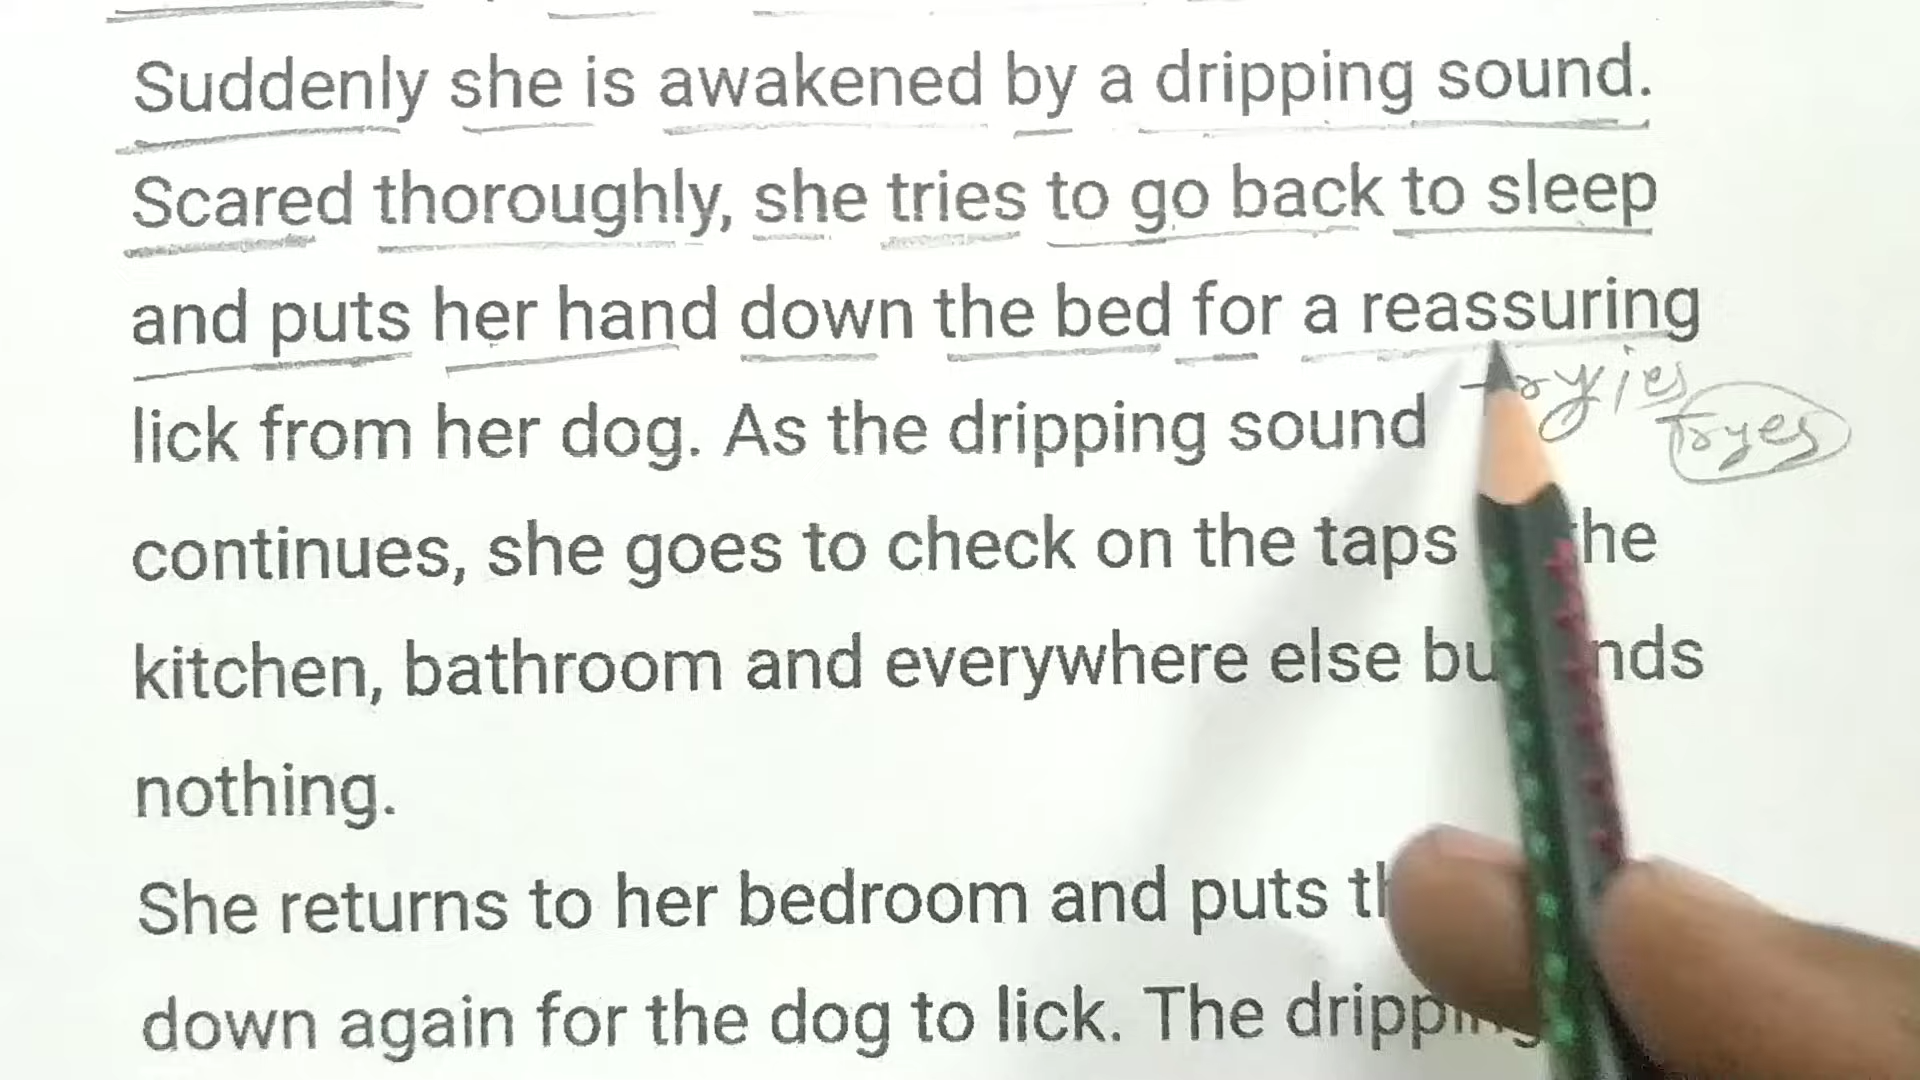 Suddenly she is awakened by a dripping sound.
Scared thoroughly, she tries to go back to sleep
and puts her hand down the bed for a reassuring
lick from her dog. As the dripping sound
tryes
continues, she goes to check on the taps
kitchen, bathroom and everywhere else
nothing.
She returns to her bedroom and puts
down again for the dog to lick. The